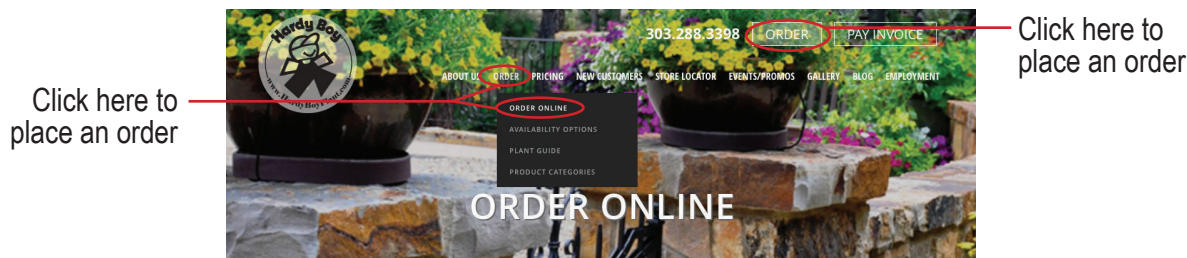 Hardy Boy
www.HardyBoyPlant.com
303.288.3398 ORDER PAY INVOICE
Click here to
place an order
ABOUT US ORDER PRICING NEW CUSTOMERS STORE LOCATOR EVENTS/PROMOS GALLERY BLOG EMPLOYMENT
Click here to
place an order
ORDER ONLINE
AVAILABILITY OPTIONS
PLANT GUIDE
PRODUCT CATEGORIES
ORDER ONLINE